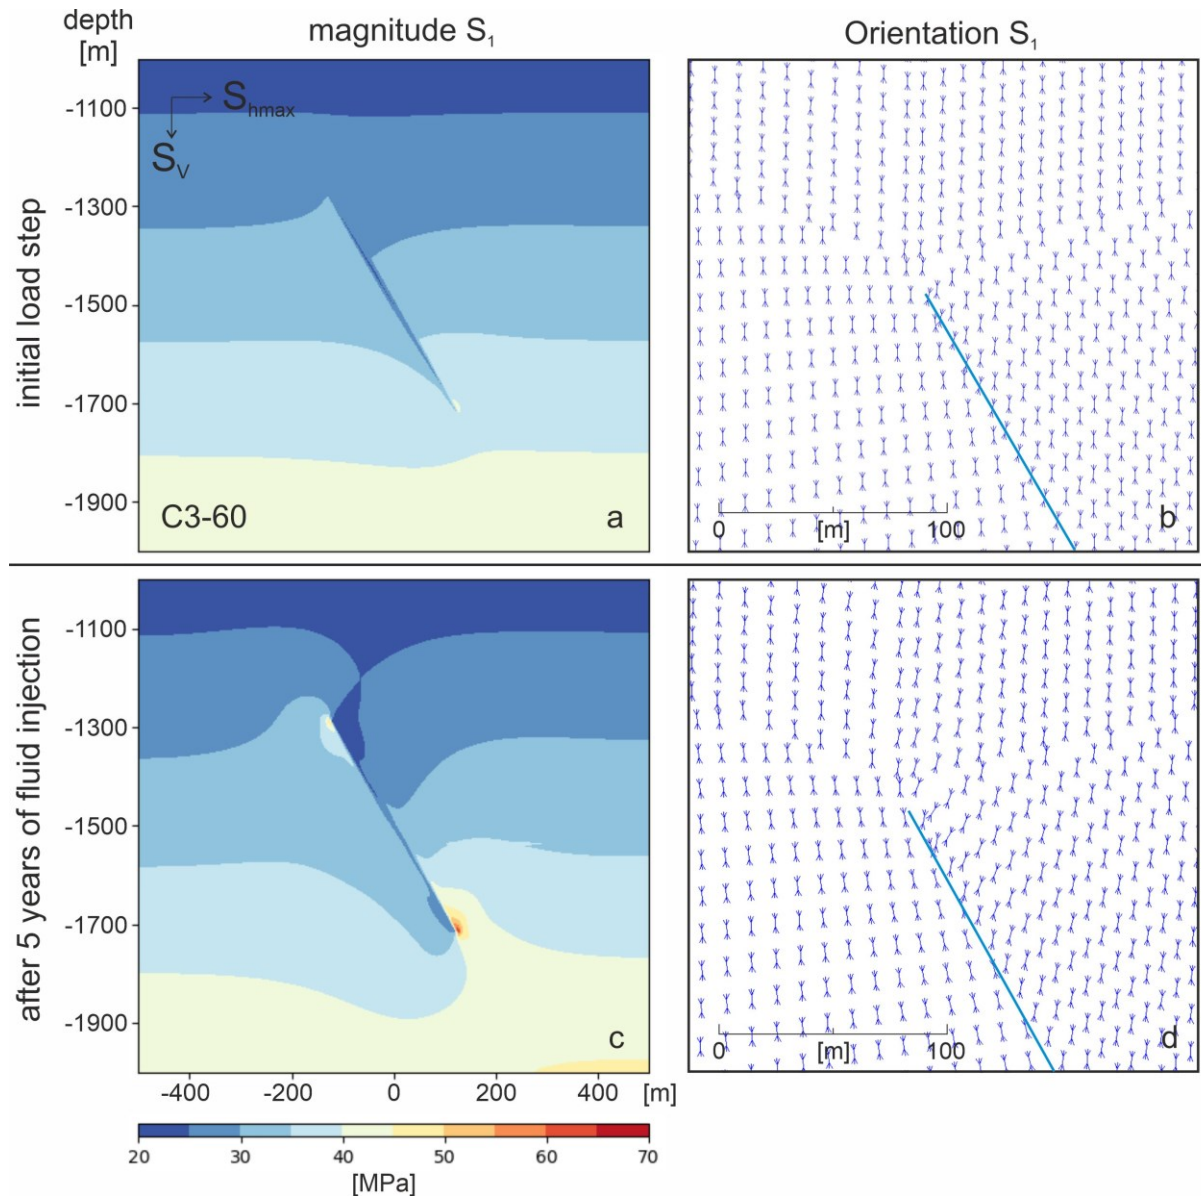 depth
[m]
magnitude S1
Orientation S1
initial load step
-1100
-1300
-1500
-1700
-1900
Shmax
SV
C3-60
a
0 [m] 100
b
after 5 years of fluid injection
-1100
-1300
-1500
-1700
-1900
c
-400 -200 0 200 400 [m]
0 [m] 100
d
20 30 40 50 60 70
[MPa]